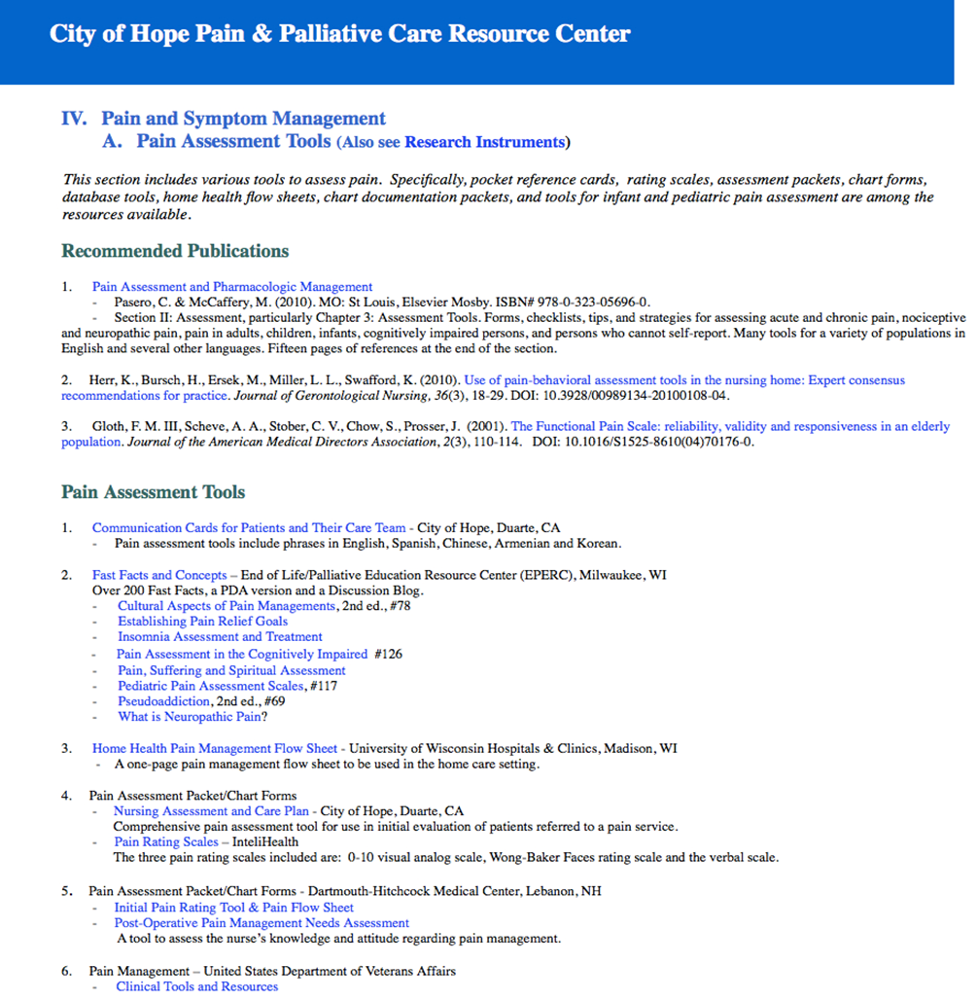 City of Hope Pain & Palliative Care Resource Center
IV. Pain and Symptom Management
A. Pain Assessment Tools (Also see Research Instruments)
This section includes various tools to assess pain. Specifically, pocket reference cards, rating scales, assessment packets, chart forms,
database tools, home health flow sheets, chart documentation packets, and tools for infant and pediatric pain assessment are among the
resources available.
Recommended Publications
1. Pain Assessment and Pharmacologic Management
- Pasero, C. & McCaffery, M. (2010). MO: St Louis, Elsevier Mosby. ISBN# 978-0-323-05696-0.
- Section II: Assessment, particularly Chapter 3: Assessment Tools. Forms, checklists, tips, and strategies for assessing acute and chronic pain, nociceptive
and neuropathic pain, pain in adults, children, infants, cognitively impaired persons, and persons who cannot self-report. Many tools for a variety of populations in
English and several other languages. Fifteen pages of references at the end of the section.
2. Herr, K., Bursch, H., Ersek, M., Miller, L. L., Swafford, K. (2010). Use of pain-behavioral assessment tools in the nursing home: Expert consensus
recommendations for practice. Journal of Gerontological Nursing, 36(3), 18-29. DOI: 10.3928/00989134-20100108-04.
3. Gloth, F. M. III, Scheve, A. A., Stober, C. V., Chow, S., Prosser, J. (2001). The Functional Pain Scale: reliability, validity and responsiveness in an elderly
population. Journal of the American Medical Directors Association, 2(3), 110-114. DOI: 10.1016/S1525-8610(04)70176-0.
Pain Assessment Tools
1. Communication Cards for Patients and Their Care Team - City of Hope, Duarte, CA
- Pain assessment tools include phrases in English, Spanish, Chinese, Armenian and Korean.
2. Fast Facts and Concepts – End of Life/Palliative Education Resource Center (EPERC), Milwaukee, WI
Over 200 Fast Facts, a PDA version and a Discussion Blog.
- Cultural Aspects of Pain Managements, 2nd ed., #78
- Establishing Pain Relief Goals
- Insomnia Assessment and Treatment
- Pain Assessment in the Cognitively Impaired #126
- Pain, Suffering and Spiritual Assessment
- Pediatric Pain Assessment Scales, #117
- Pseudoaddiction, 2nd ed., #69
- What is Neuropathic Pain?
3. Home Health Pain Management Flow Sheet - University of Wisconsin Hospitals & Clinics, Madison, WI
- A one-page pain management flow sheet to be used in the home care setting.
4. Pain Assessment Packet/Chart Forms
- Nursing Assessment and Care Plan - City of Hope, Duarte, CA
Comprehensive pain assessment tool for use in initial evaluation of patients referred to a pain service.
- Pain Rating Scales – InteliHealth
The three pain rating scales included are: 0-10 visual analog scale, Wong-Baker Faces rating scale and the verbal scale.
5. Pain Assessment Packet/Chart Forms - Dartmouth-Hitchcock Medical Center, Lebanon, NH
- Initial Pain Rating Tool & Pain Flow Sheet
- Post-Operative Pain Management Needs Assessment
A tool to assess the nurse's knowledge and attitude regarding pain management.
6. Pain Management – United States Department of Veterans Affairs
- Clinical Tools and Resources